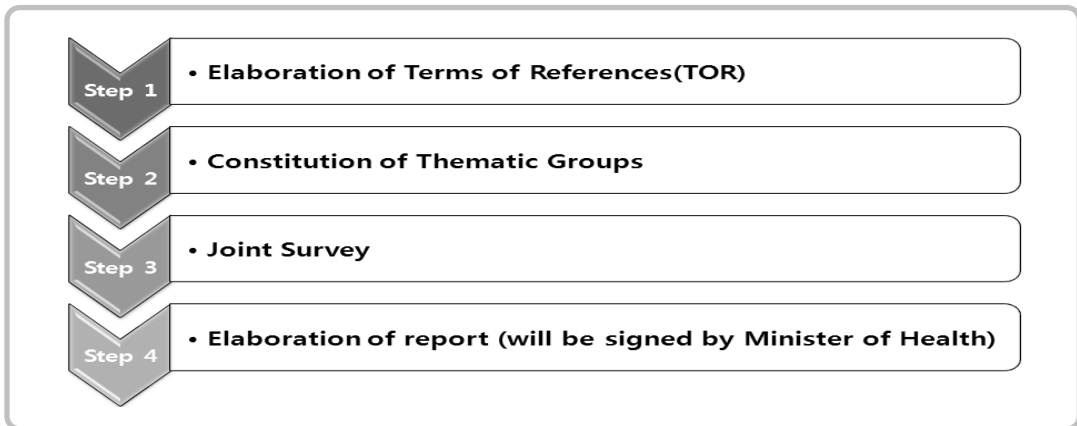 Step 1
• Elaboration of Terms of References(TOR)
Step 2
• Constitution of Thematic Groups
Step 3
• Joint Survey
Step 4
• Elaboration of report (will be signed by Minister of Health)